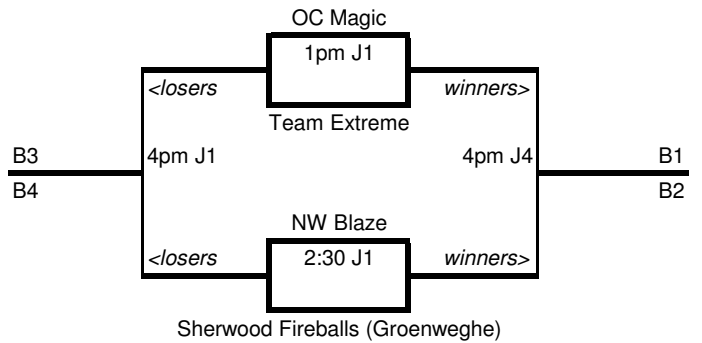 OC Magic
1pm J1
<losers winners>
Team Extreme
B3 4pm J1 4pm J4 B1
B4 B2
NW Blaze
<losers 2:30 J1 winners>
Sherwood Fireballs (Groenweghe)